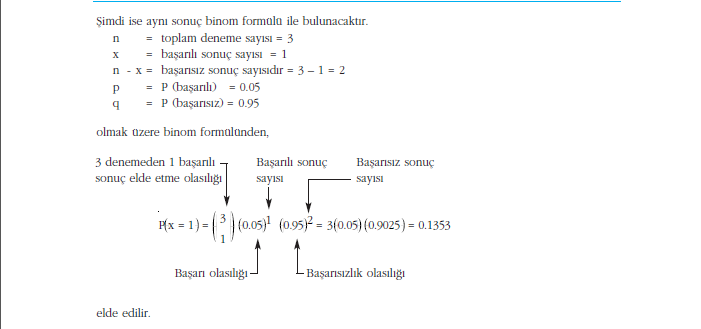 Şimdi ise aynı sonuç binom formülü ile bulunacaktır.
n = toplam deneme sayısı = 3
x = başarılı sonuç sayısı = 1
n - x = başarısız sonuç sayısıdır = 3 – 1 = 2
p = P (başarılı) = 0.05
q = P (başarısız) = 0.95
olmak üzere binom formülünden,
3 denemeden 1 başarılı
sonuç elde etme olasılığı
Başarılı sonuç
sayısı
Başarısız sonuç
sayısı
P(x = 1) = (3 1) (0.05)¹ (0.95)² = 3(0.05) (0.9025) = 0.1353
Başarı olasılığı
Başarısızlık olasılığı
elde edilir.